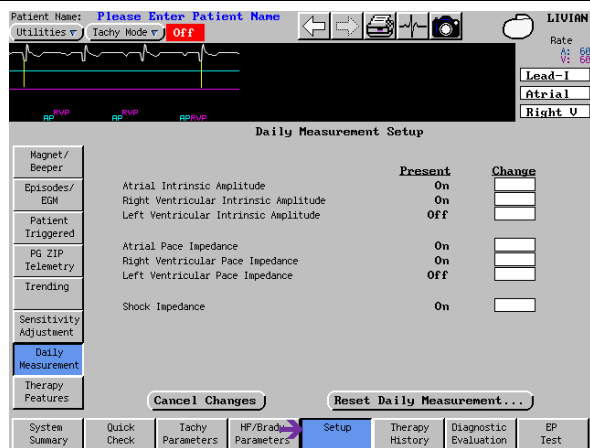 Patient Name: Please Enter Patient Name
LIVIAN
Utilities Tachy Mode Off
Rate
A: 60
V: 60
Lead-I
Atrial
Right V
AP RVP AP RVP AP RVP
Daily Measurement Setup
Magnet/
Beeper
Episodes/
EGM
Patient
Triggered
PG ZIP
Telemetry
Trending
Sensitivity
Adjustment
Daily
Measurement
Therapy
Features
Present Change
Atrial Intrinsic Amplitude On
Right Ventricular Intrinsic Amplitude On
Left Ventricular Intrinsic Amplitude Off
Atrial Pace Impedance On
Right Ventricular Pace Impedance On
Left Ventricular Pace Impedance Off
Shock Impedance On
Cancel Changes Reset Daily Measurement...
System
Summary
Quick
Check
Tachy
Parameters
HF/Brady
Parameters
Setup
Therapy
History
Diagnostic
Evaluation
EP
Test